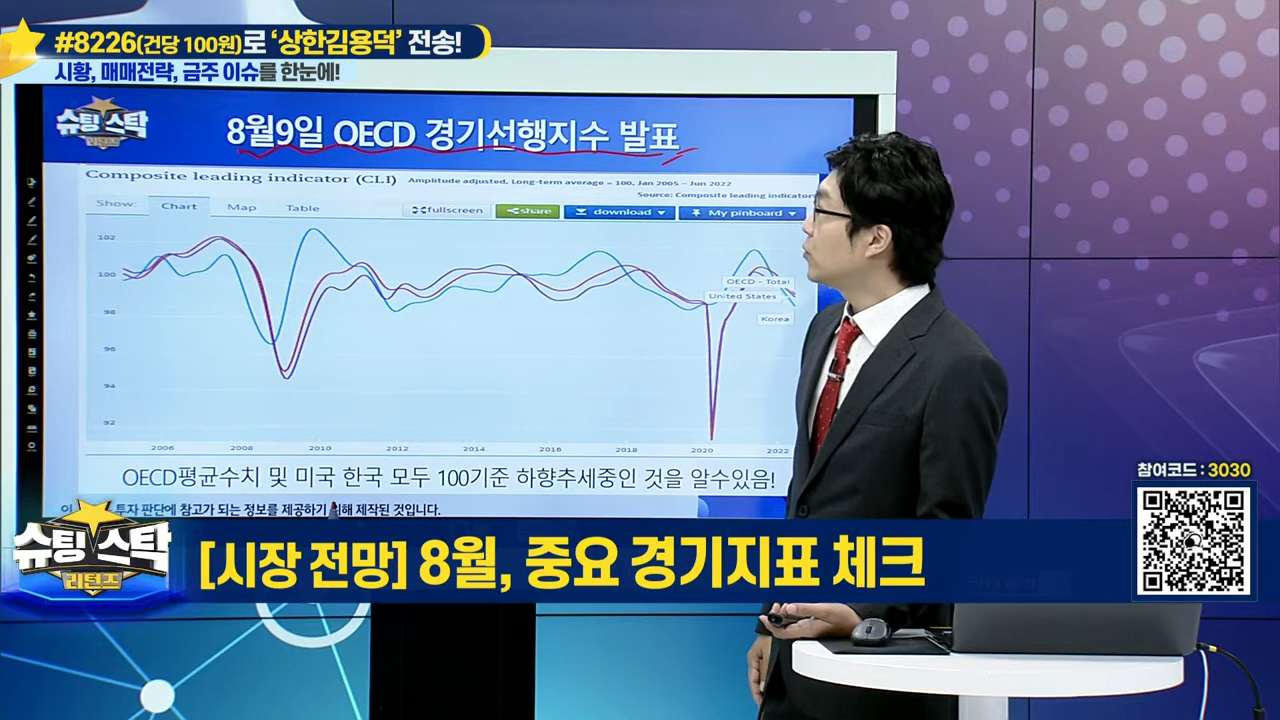 #8226(건당 100원)로 ‘상한김용덕’ 전송!
시황, 매매전략, 금주 이슈를 한눈에!
슈팅 스탁
리턴즈
8월9일 OECD 경기선행지수 발표
Composite leading indicator (CLI) Amplitude adjusted, Long-term average = 100, Jan 2005 – Jun 2022
Source: Composite leading indicator
Show: Chart Map Table fullscreen share download My pinboard
102
100
98
96
94
92
OECD - Total
United States
Korea
2006 2008 2010 2012 2014 2016 2018 2020 2022
OECD평균수치 및 미국 한국 모두 100기준 하향추세중인 것을 알수있음!
투자 판단에 참고가 되는 정보를 제공하기 위해 제작된 것입니다.
참여코드 : 3030
슈팅 스탁
리턴즈
[시장 전망] 8월, 중요 경기지표 체크